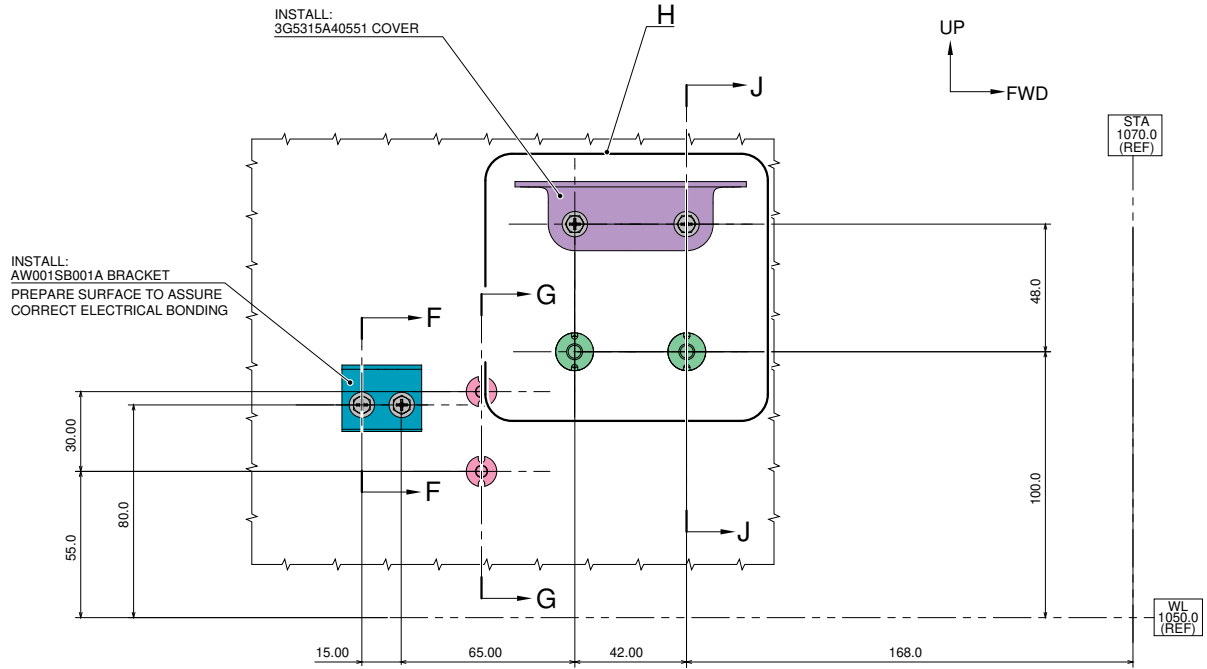 INSTALL:
3G5315A40551 COVER
H
UP
FWD
J
STA
1070.0
(REF)
INSTALL:
AW001SB001A BRACKET
PREPARE SURFACE TO ASSURE
CORRECT ELECTRICAL BONDING
G
F
48.0
30.00
80.0
55.0
F
100.0
J
G
WL
1050.0
(REF)
15.00
65.00
42.00
168.0